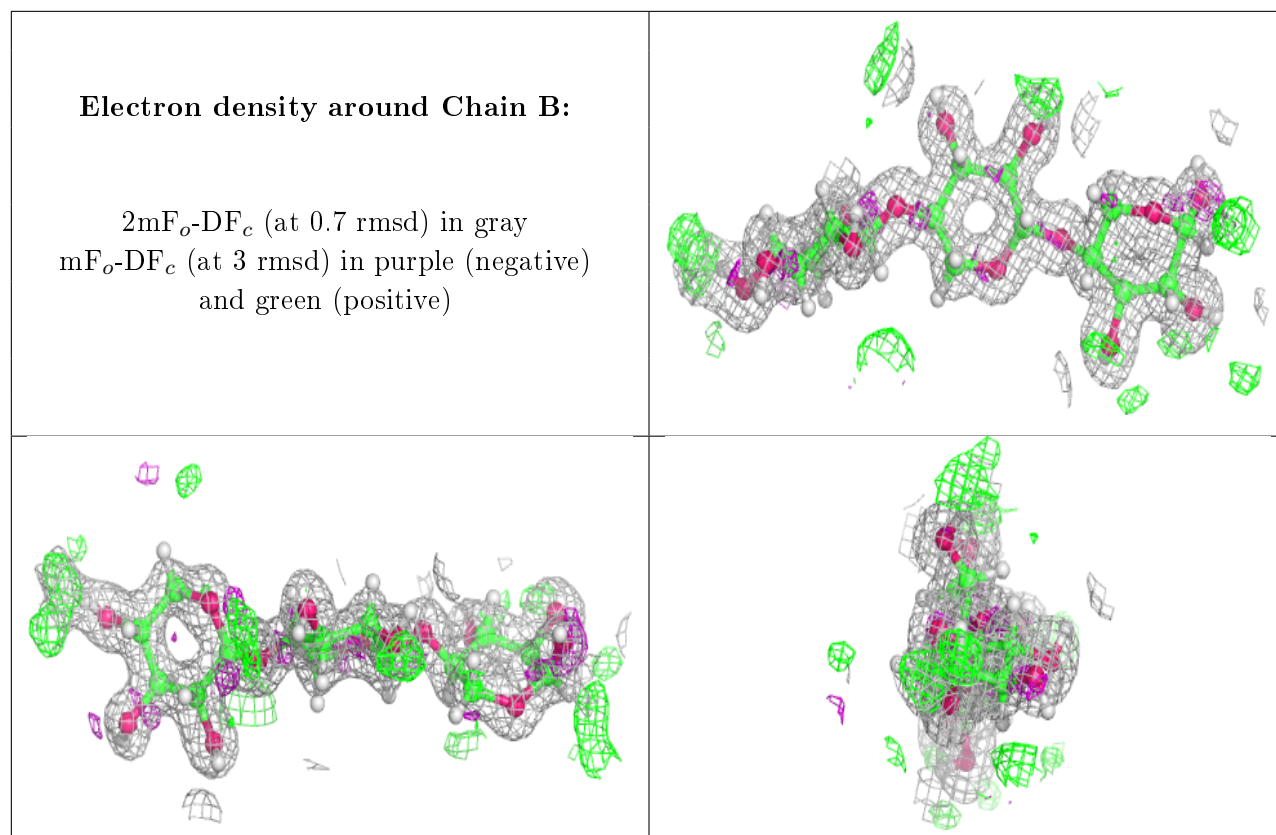 Electron density around Chain B:
2mFₒ-DF𝒸 (at 0.7 rmsd) in gray
mFₒ-DF𝒸 (at 3 rmsd) in purple (negative)
and green (positive)